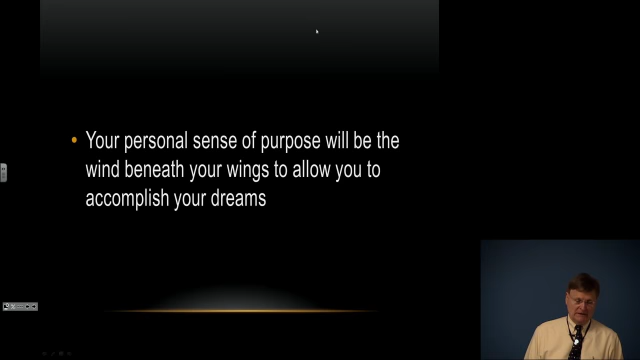 Your personal sense of purpose will be the
wind beneath your wings to allow you to
accomplish your dreams